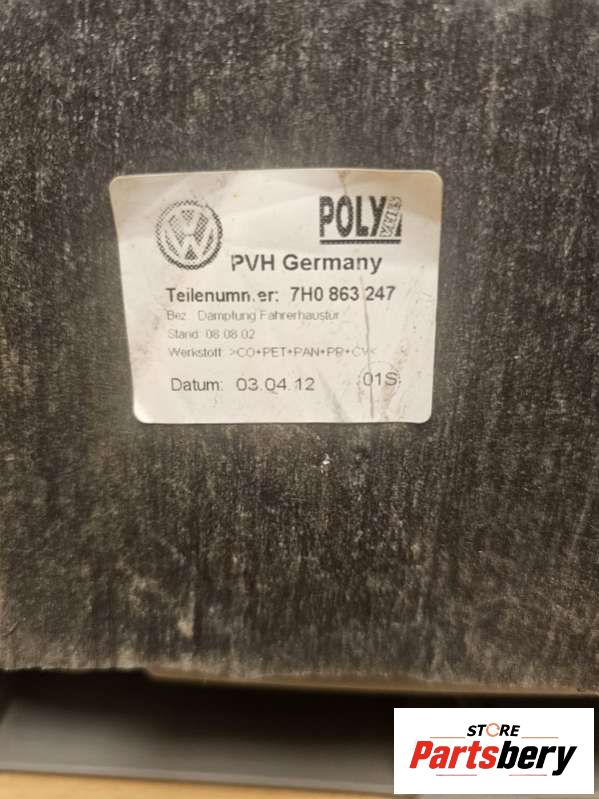 POLY
PVH Germany
Teilenummer: 7H0 863 247
Bez.: Dämpfung Fahrerhaustür
Stand: 08.08.02
Werkstoff: >CO+PET+PAN+PP+CV<
Datum: 03.04.12
01S
STORE
Partsbery